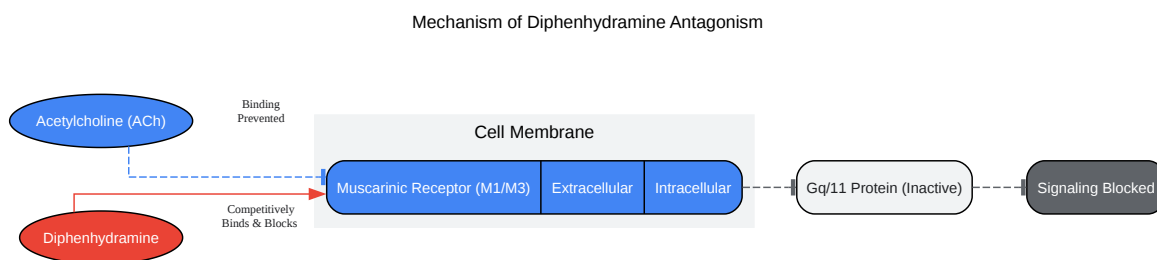 Mechanism of Diphenhydramine Antagonism
Acetylcholine (ACh)
Binding
Prevented
Cell Membrane
Muscarinic Receptor (M1/M3)
Extracellular
Intracellular
Gq/11 Protein (Inactive)
Signaling Blocked
Competitively
Binds & Blocks
Diphenhydramine